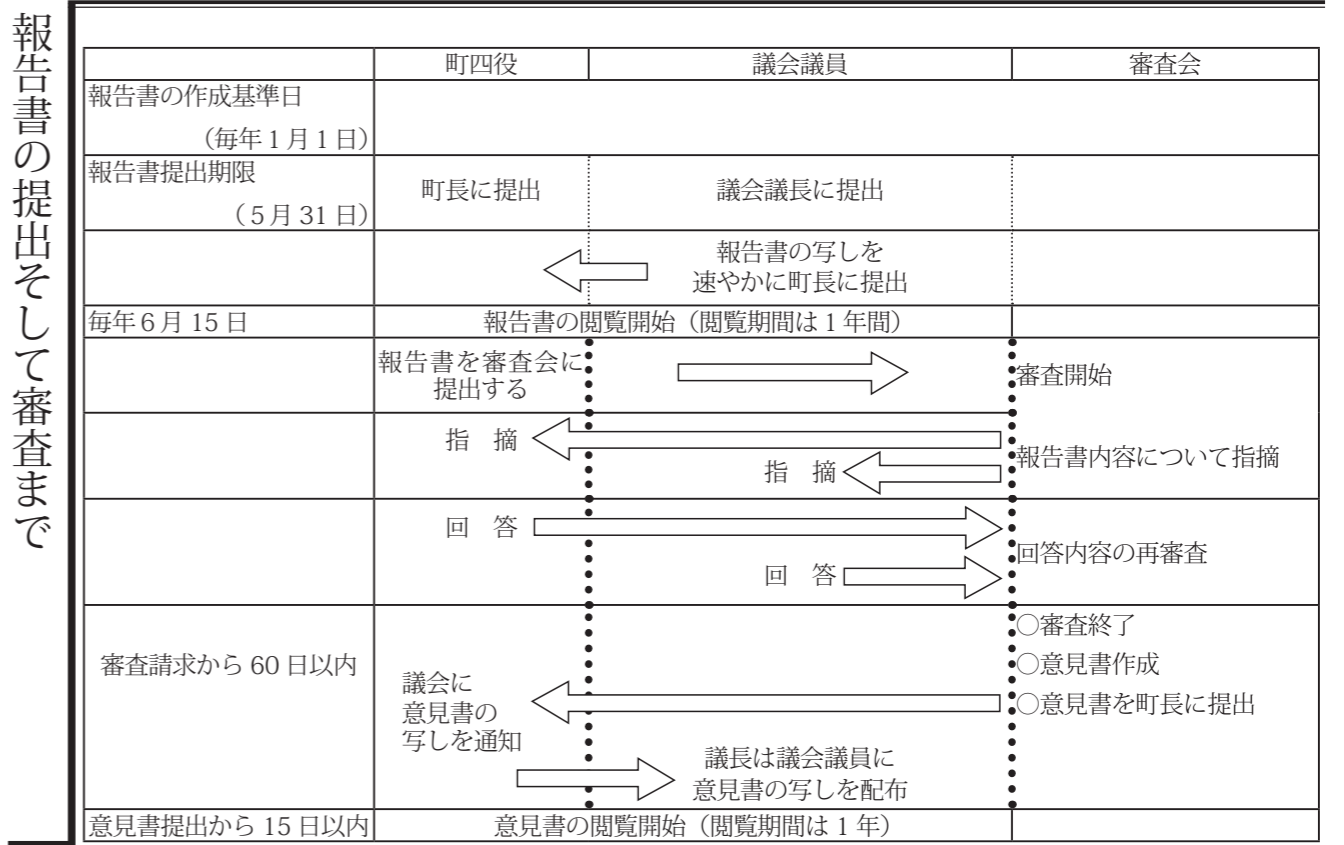 報告書の提出そして審査まで
町四役
議会議員
審査会
報告書の作成基準日
（毎年１月１日）
報告書提出期限
（５月 31 日）
町長に提出
議会議長に提出
報告書の写しを
速やかに町長に提出
毎年６月 15 日
報告書の閲覧開始（閲覧期間は１年間）
報告書を審査会に
提出する
審査開始
指　摘
指　摘
報告書内容について指摘
回　答
回　答
回答内容の再審査
審査請求から 60 日以内
議会に
意見書の
写しを通知
○審査終了
○意見書作成
○意見書を町長に提出
議長は議会議員に
意見書の写しを配布
意見書提出から 15 日以内
意見書の閲覧開始（閲覧期間は１年）